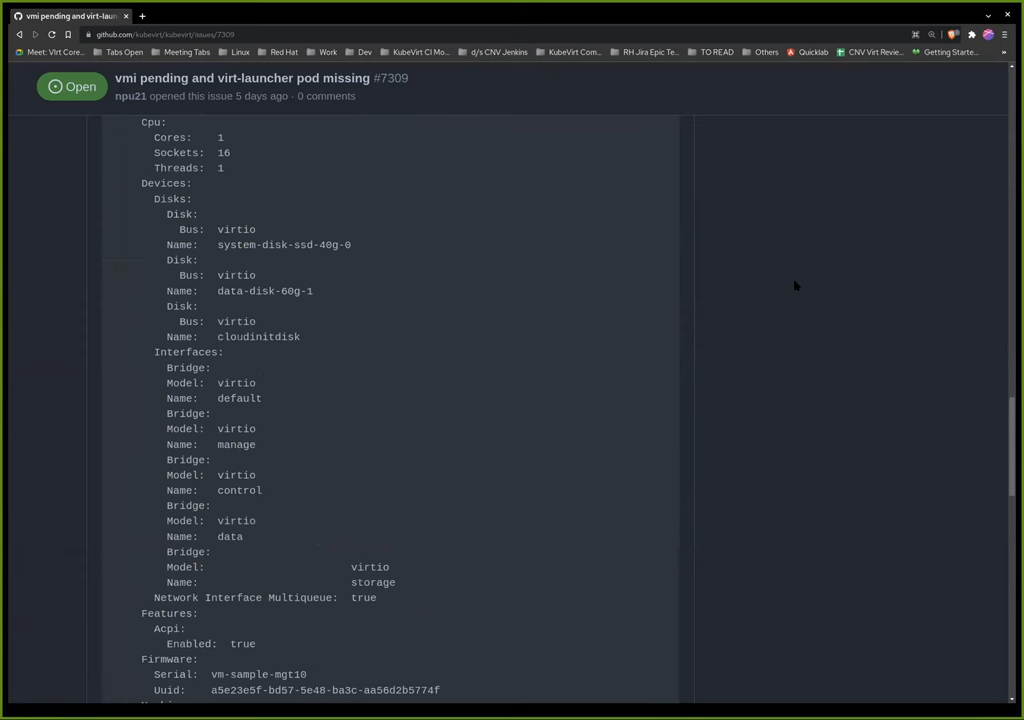 vmi pending and virt-laun
github.com/kubevirt/kubevirt/issues/7309
Meet: VIrt Core... Tabs Open Meeting Tabs Linux Red Hat Work Dev KubeVirt CI Mo... d/s CNV Jenkins KubeVirt Com... RH Jira Epic Te... TO READ Others Quicklab CNV Virt Revie... Getting Starte... »
Open
vmi pending and virt-launcher pod missing #7309
npu21 opened this issue 5 days ago · 0 comments
Cpu:
Cores: 1
Sockets: 16
Threads: 1
Devices:
Disks:
Disk:
Bus: virtio
Name: system-disk-ssd-40g-0
Disk:
Bus: virtio
Name: data-disk-60g-1
Disk:
Bus: virtio
Name: cloudinitdisk
Interfaces:
Bridge:
Model: virtio
Name: default
Bridge:
Model: virtio
Name: manage
Bridge:
Model: virtio
Name: control
Bridge:
Model: virtio
Name: data
Bridge:
Model: virtio
Name: storage
Network Interface Multiqueue: true
Features:
Acpi:
Enabled: true
Firmware:
Serial: vm-sample-mgt10
Uuid: a5e23e5f-bd57-5e48-ba3c-aa56d2b5774f